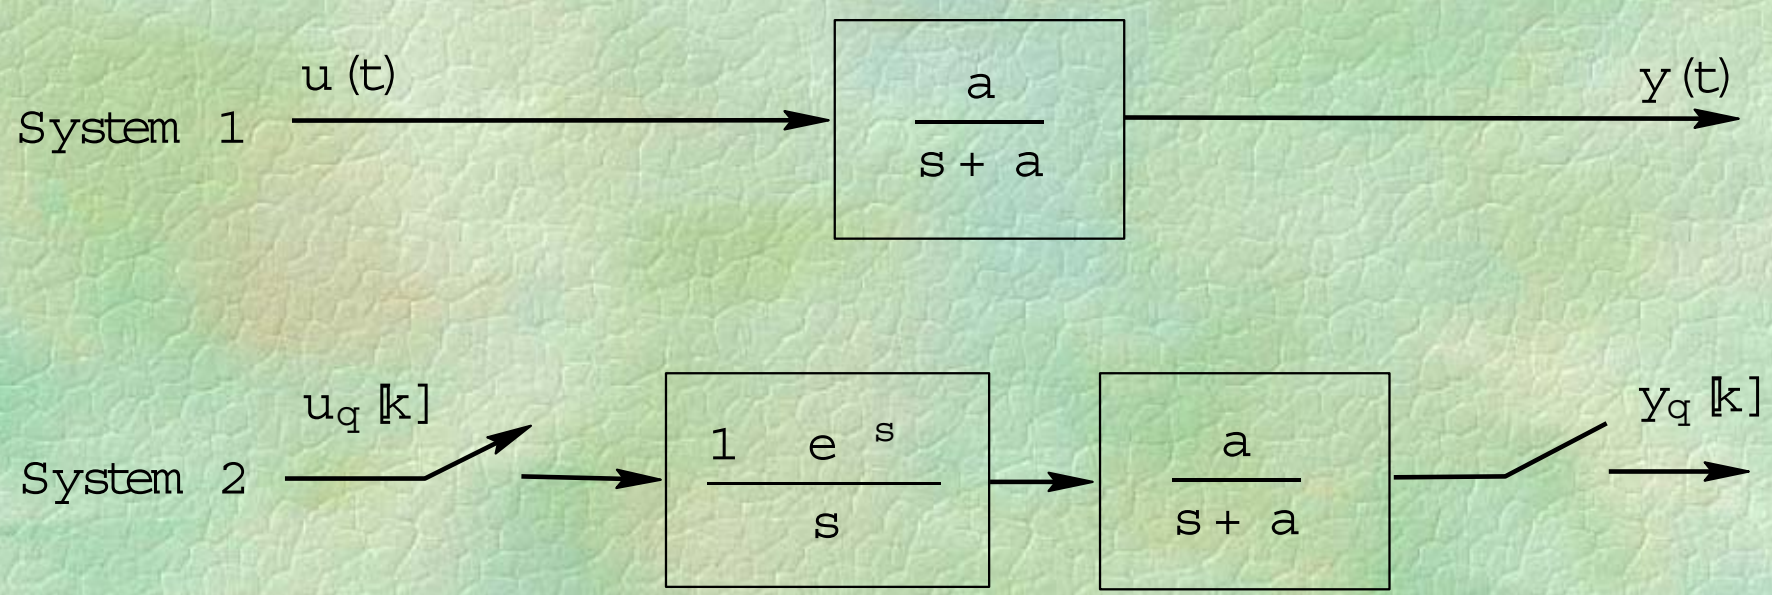 u (t)
y (t)
System 1
a
s + a
u_q [k]
y_q [k]
System 2
1 e s
s
a
s + a